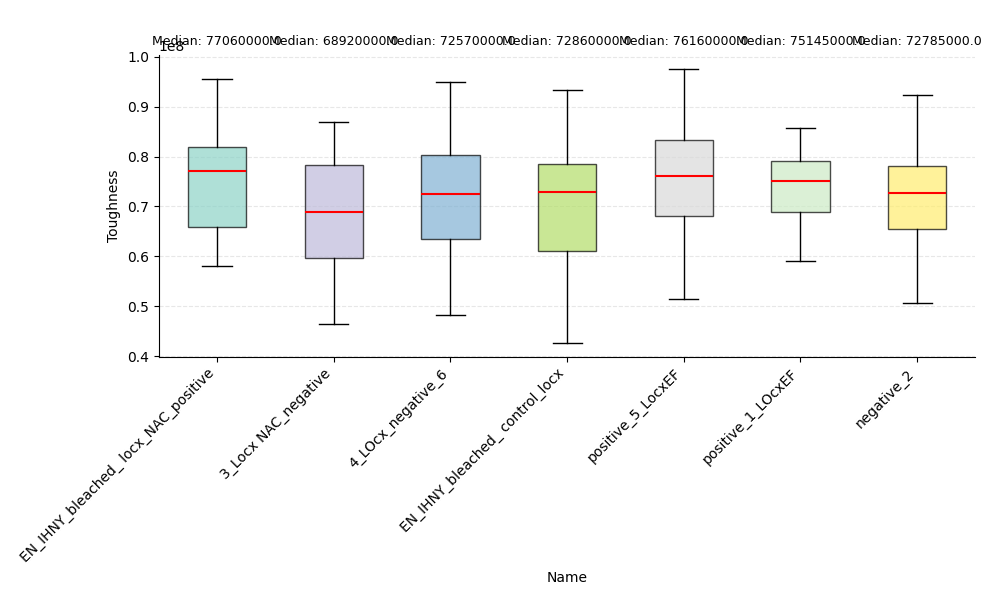 Median: 77060000.0 Median: 68920000.0 Median: 72570000.0 Median: 72860000.0 Median: 76160000.0 Median: 75145000.0 Median: 72785000.0
1e8
1.0
0.9
0.8
0.7
0.6
0.5
0.4
Toughness
EN_IHNY_bleached_ locx_NAC_positive
3_Locx NAC_negative
4_LOcx_negative_6
EN_IHNY_bleached_ control_locx
positive_5_LocxEF
positive_1_LOcxEF
negative_2
Name